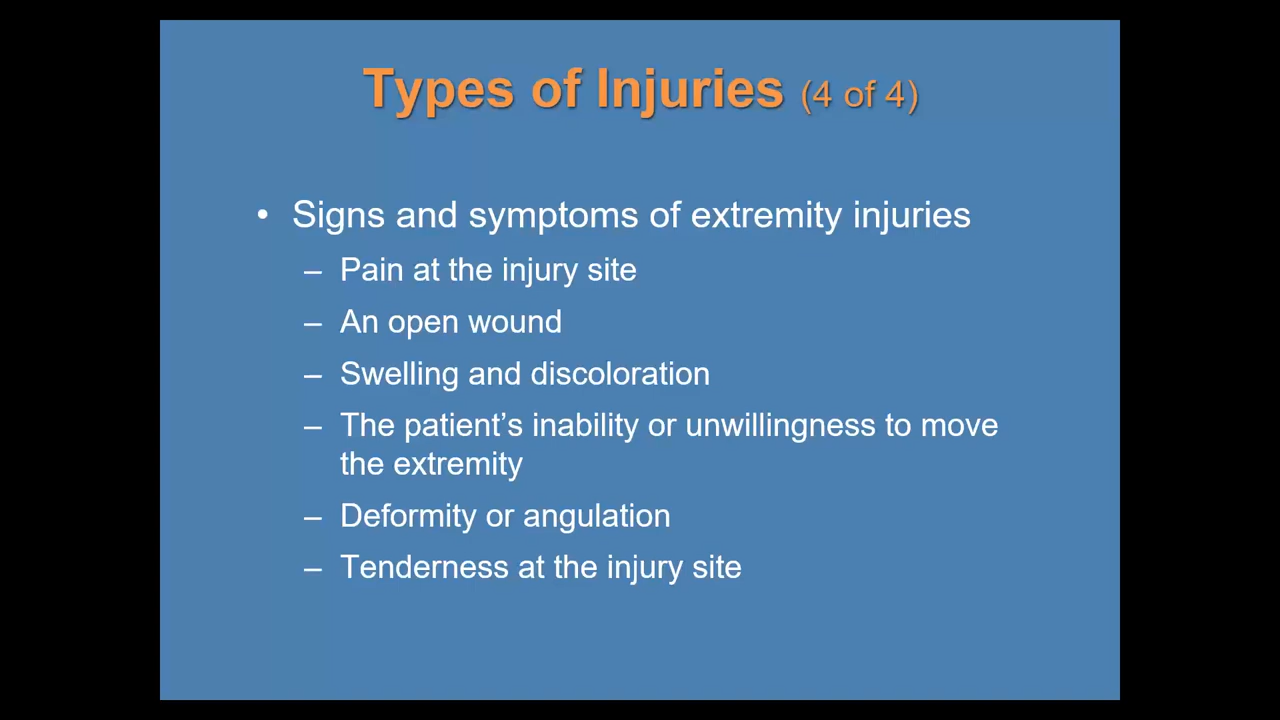 Types of Injuries (4 of 4)
• Signs and symptoms of extremity injuries
– Pain at the injury site
– An open wound
– Swelling and discoloration
– The patient’s inability or unwillingness to move
the extremity
– Deformity or angulation
– Tenderness at the injury site